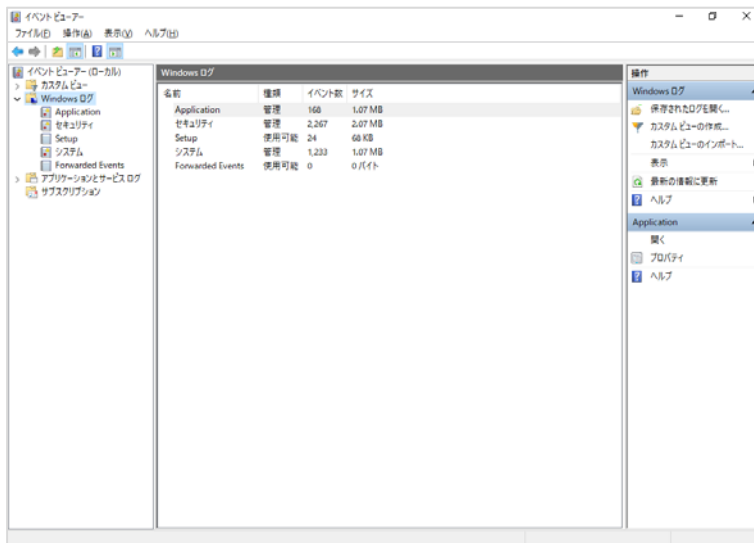 イベント ビューアー
ファイル(F) 操作(A) 表示(V) ヘルプ(H)
イベント ビューアー (ローカル)
カスタム ビュー
Windows ログ
Application
セキュリティ
Setup
システム
Forwarded Events
アプリケーションとサービス ログ
サブスクリプション
Windows ログ
名前 種類 イベント数 サイズ
Application 管理 168 1.07 MB
セキュリティ 管理 2,267 2.07 MB
Setup 使用可能 24 68 KB
システム 管理 1,233 1.07 MB
Forwarded Events 使用可能 0 0 バイト
操作
Windows ログ
保存されたログを開く...
カスタム ビューの作成...
カスタム ビューのインポート...
表示
最新の情報に更新
ヘルプ
Application
開く
プロパティ
ヘルプ